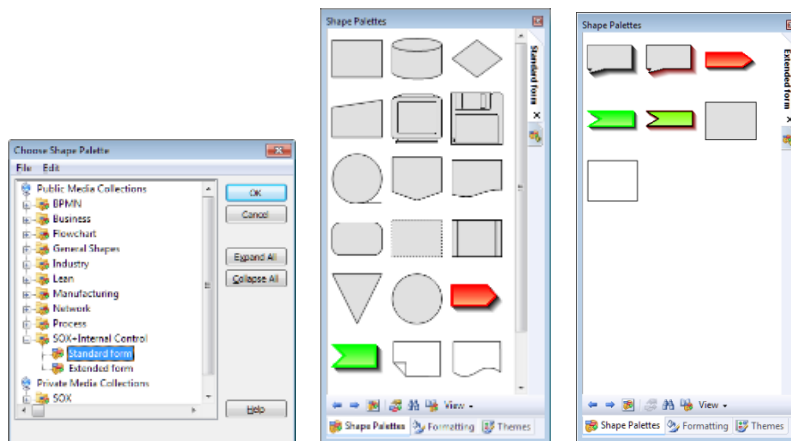 Choose Shape Palette
File Edit
Public Media Collections
BPMN
Business
Flowchart
General Shapes
Industry
Lean
Manufacturing
Network
Process
SOX+Internal Control
Standard form
Extended form
Private Media Collections
SOX
OK
Cancel
Expand All
Collapse All
Help
Shape Palettes
Standard form
View
Shape Palettes Formatting Themes
Shape Palettes
Extended form
View
Shape Palettes Formatting Themes